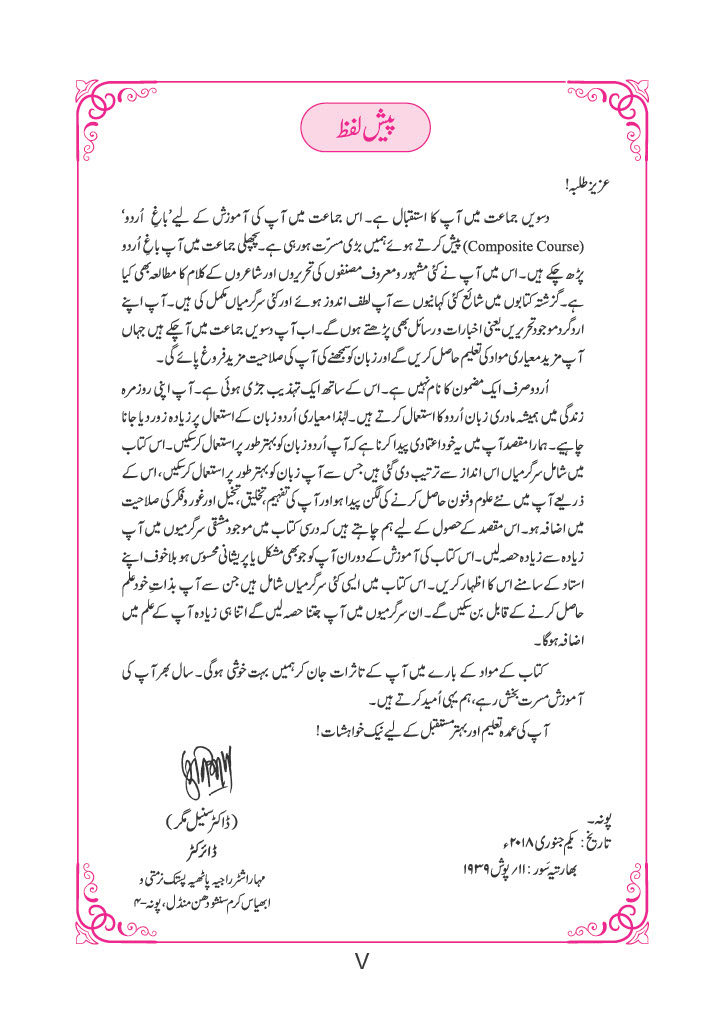 پیش لفظ
عزیز طلبہ!
دسویں جماعت میں آپ کا استقبال ہے۔ اس جماعت میں آپ کی آموزش کے لیے ’باغِ اُردو‘
(Composite Course) پیش کرتے ہوئے ہمیں بڑی مسرّت ہو رہی ہے۔ پچھلی جماعت میں آپ باغِ اُردو
پڑھ چکے ہیں۔ اس میں آپ نے کئی مشہور و معروف مصنفوں کی تحریروں اور شاعروں کے کلام کا مطالعہ بھی کیا
ہے۔ گزشتہ کتابوں میں شائع کئی کہانیوں سے آپ لطف اندوز ہوئے اور کئی سرگرمیاں مکمل کی ہیں۔ آپ اپنے
اردگرد موجود تحریریں یعنی اخبارات و رسائل بھی پڑھتے ہوں گے۔ اب آپ دسویں جماعت میں آچکے ہیں جہاں
آپ مزید معیاری مواد کی تعلیم حاصل کریں گے اور زبان کو سمجھنے کی آپ کی صلاحیت مزید فروغ پائے گی۔
اُردو صرف ایک مضمون کا نام نہیں ہے۔ اس کے ساتھ ایک تہذیب جڑی ہوئی ہے۔ آپ اپنی روزمرہ
زندگی میں ہمیشہ مادری زبان اُردو کا استعمال کرتے ہیں۔ لہٰذا معیاری اُردو زبان کے استعمال پر زیادہ زور دیا جانا
چاہیے۔ ہمارا مقصد آپ میں یہ خود اعتمادی پیدا کرنا ہے کہ آپ اُردو زبان کو بہتر طور پر استعمال کرسکیں۔ اس کتاب
میں شامل سرگرمیاں اس انداز سے ترتیب دی گئی ہیں جس سے آپ زبان کو بہتر طور پر استعمال کرسکیں، اس کے
ذریعے آپ میں نئے علوم و فنون حاصل کرنے کی لگن پیدا ہو اور آپ کی تفہیم، تخلیق، تخیل اور غور و فکر کی صلاحیت
میں اضافہ ہو۔ اس مقصد کے حصول کے لیے ہم چاہتے ہیں کہ درسی کتاب میں موجود مشقی سرگرمیوں میں آپ
زیادہ سے زیادہ حصہ لیں۔ اس کتاب کی آموزش کے دوران آپ کو جو بھی مشکل یا پریشانی محسوس ہو بلاخوف اپنے
استاد کے سامنے اس کا اظہار کریں۔ اس کتاب میں ایسی کئی سرگرمیاں شامل ہیں جن سے آپ بذاتِ خود علم
حاصل کرنے کے قابل بن سکیں گے۔ ان سرگرمیوں میں آپ جتنا حصہ لیں گے اتنا ہی زیادہ آپ کے علم میں
اضافہ ہوگا۔
کتاب کے مواد کے بارے میں آپ کے تاثرات جان کر ہمیں بہت خوشی ہوگی۔ سال بھر آپ کی
آموزش مسرت بخش رہے، ہم یہی اُمید کرتے ہیں۔
آپ کی عمدہ تعلیم اور بہتر مستقبل کے لیے نیک خواہشات!
(ڈاکٹر سنیل مگر)
ڈائرکٹر
مہاراشٹر راجیہ پاٹھیہ پستک نرمتی و
ابھیاس کرم سنشودھن منڈل، پونہ-۴
پونہ۔
تاریخ: یکم جنوری ۲۰۱۸ء
بھارتیہ سَور: ۱۱؍ پوش ۱۹۳۹
V